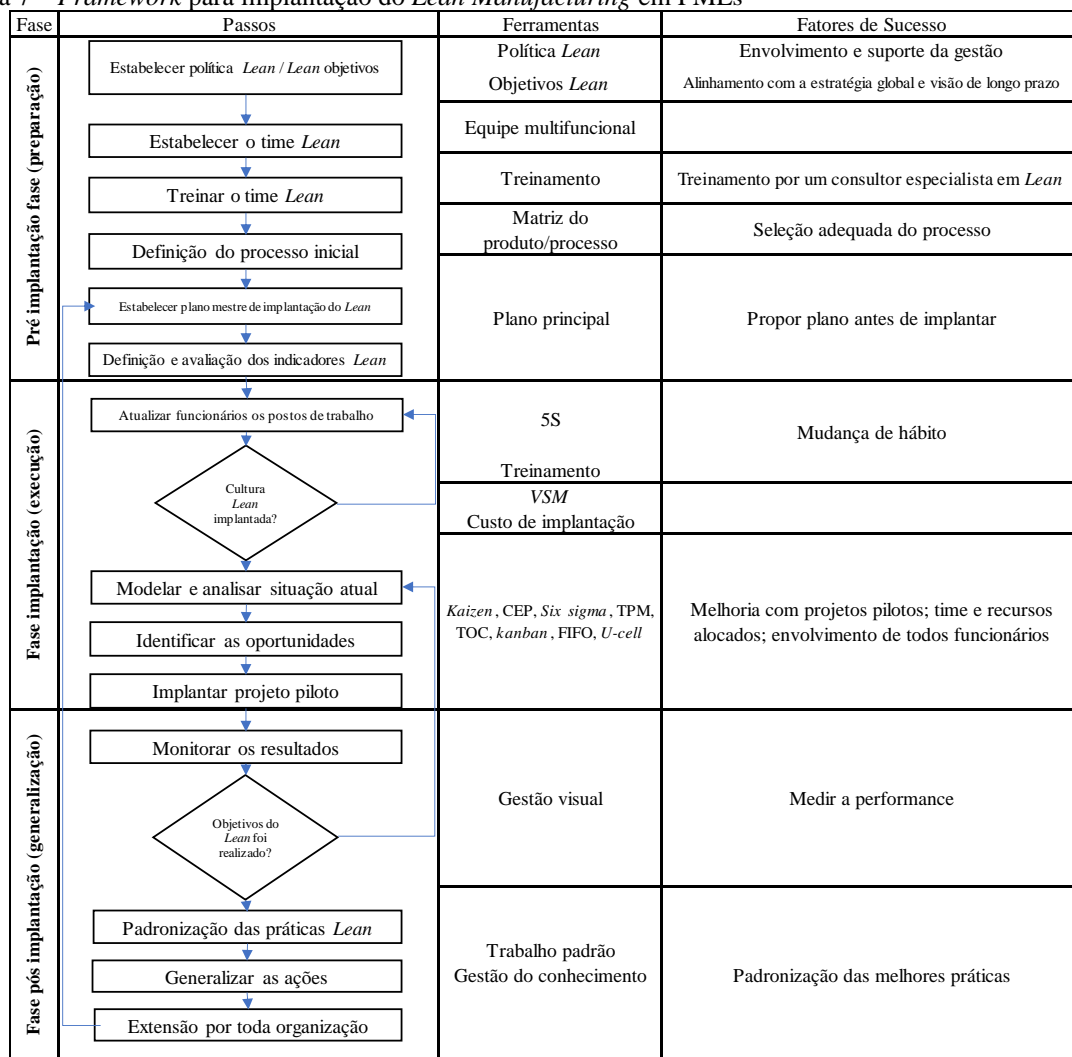 Framework para implantação do Lean Manufacturing em PMEs
Fase
Passos
Ferramentas
Fatores de Sucesso
Pré implantação fase (preparação)
Estabelecer política Lean / Lean objetivos
Política Lean
Objetivos Lean
Envolvimento e suporte da gestão
Alinhamento com a estratégia global e visão de longo prazo
Estabelecer o time Lean
Equipe multifuncional
Treinar o time Lean
Treinamento
Treinamento por um consultor especialista em Lean
Definição do processo inicial
Matriz do
produto/processo
Seleção adequada do processo
Estabelecer plano mestre de implantação do Lean
Definição e avaliação dos indicadores Lean
Plano principal
Propor plano antes de implantar
Fase implantação (execução)
Atualizar funcionários os postos de trabalho
Cultura
Lean
implantada?
5S
Treinamento
Mudança de hábito
VSM
Custo de implantação
Modelar e analisar situação atual
Identificar as oportunidades
Implantar projeto piloto
Kaizen, CEP, Six sigma, TPM,
TOC, kanban, FIFO, U-cell
Melhoria com projetos pilotos; time e recursos
alocados; envolvimento de todos funcionários
Fase pós implantação (generalização)
Monitorar os resultados
Objetivos do
Lean foi
realizado?
Gestão visual
Medir a performance
Padronização das práticas Lean
Generalizar as ações
Extensão por toda organização
Trabalho padrão
Gestão do conhecimento
Padronização das melhores práticas